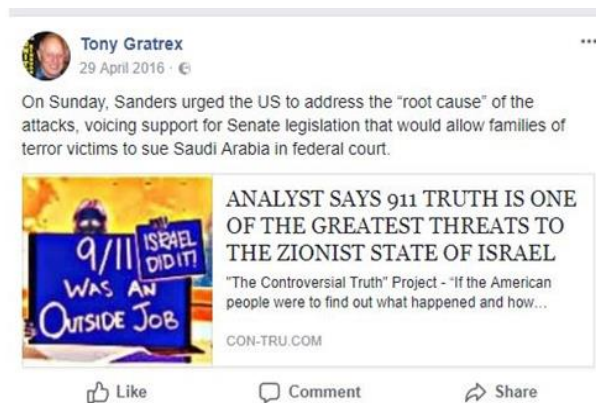 Tony Gratrex
29 April 2016 ·
On Sunday, Sanders urged the US to address the “root cause” of the
attacks, voicing support for Senate legislation that would allow families of
terror victims to sue Saudi Arabia in federal court.
9/11
WAS AN
OUTSIDE JOB
ISRAEL
DID IT!
ANALYST SAYS 911 TRUTH IS ONE
OF THE GREATEST THREATS TO
THE ZIONIST STATE OF ISRAEL
"The Controversial Truth" Project - “If the American
people were to find out what happened and how...
CON-TRU.COM
Like
Comment
Share